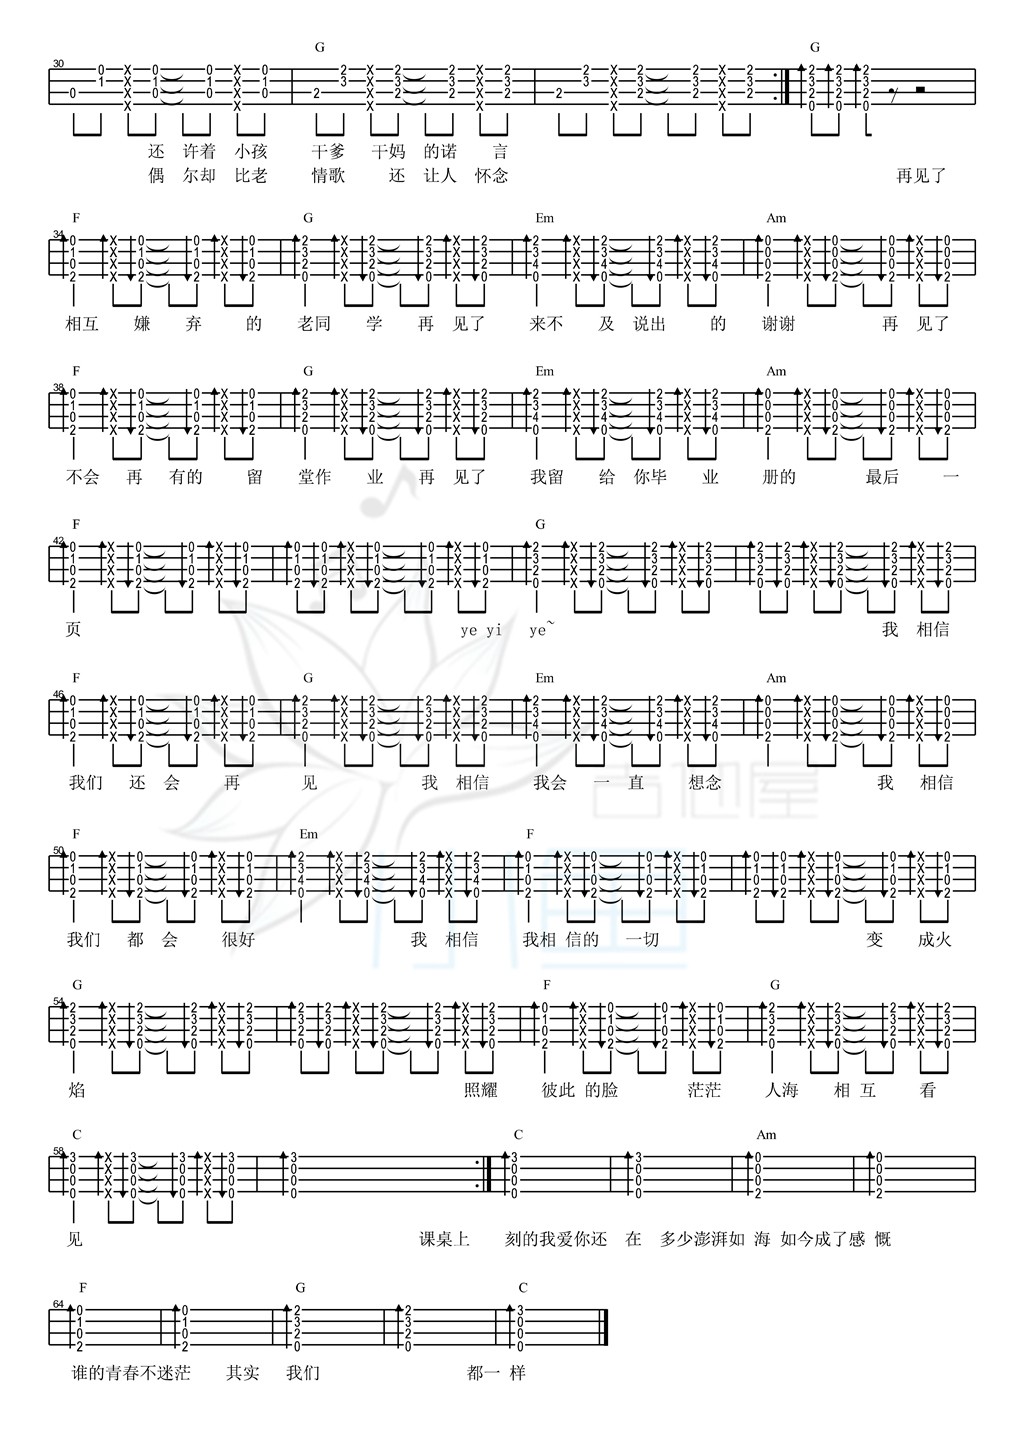 G G
30
还 许着 小孩 干爹 干妈 的诺 言
偶 尔却 比老 情歌 还 让人 怀念 再见了
F G Em Am
34
相互 嫌 弃 的 老同 学 再 见了 来不 及 说出 的 谢谢 再 见了
F G Em Am
38
不会 再 有的 留 堂作 业 再 见了 我留 给 你毕 业 册的 最后 一
F G
42
页 ye yi ye~ 我 相信
F G Em Am
46
我们 还 会 再 见 我 相信 我会 一 直 想念 我 相信
吉他屋
F Em F
50
我们 都 会 很好 我 相信 我相 信的 一切 变 成火
小鱼
G F G
54
焰 照耀 彼此 的脸 茫茫 人海 相 互 看
C C Am
58
见 课桌上 刻的我爱你还 在 多少澎湃如 海 如今成了感 慨
F G C
64
谁的青春不迷茫 其实 我们 都一 样